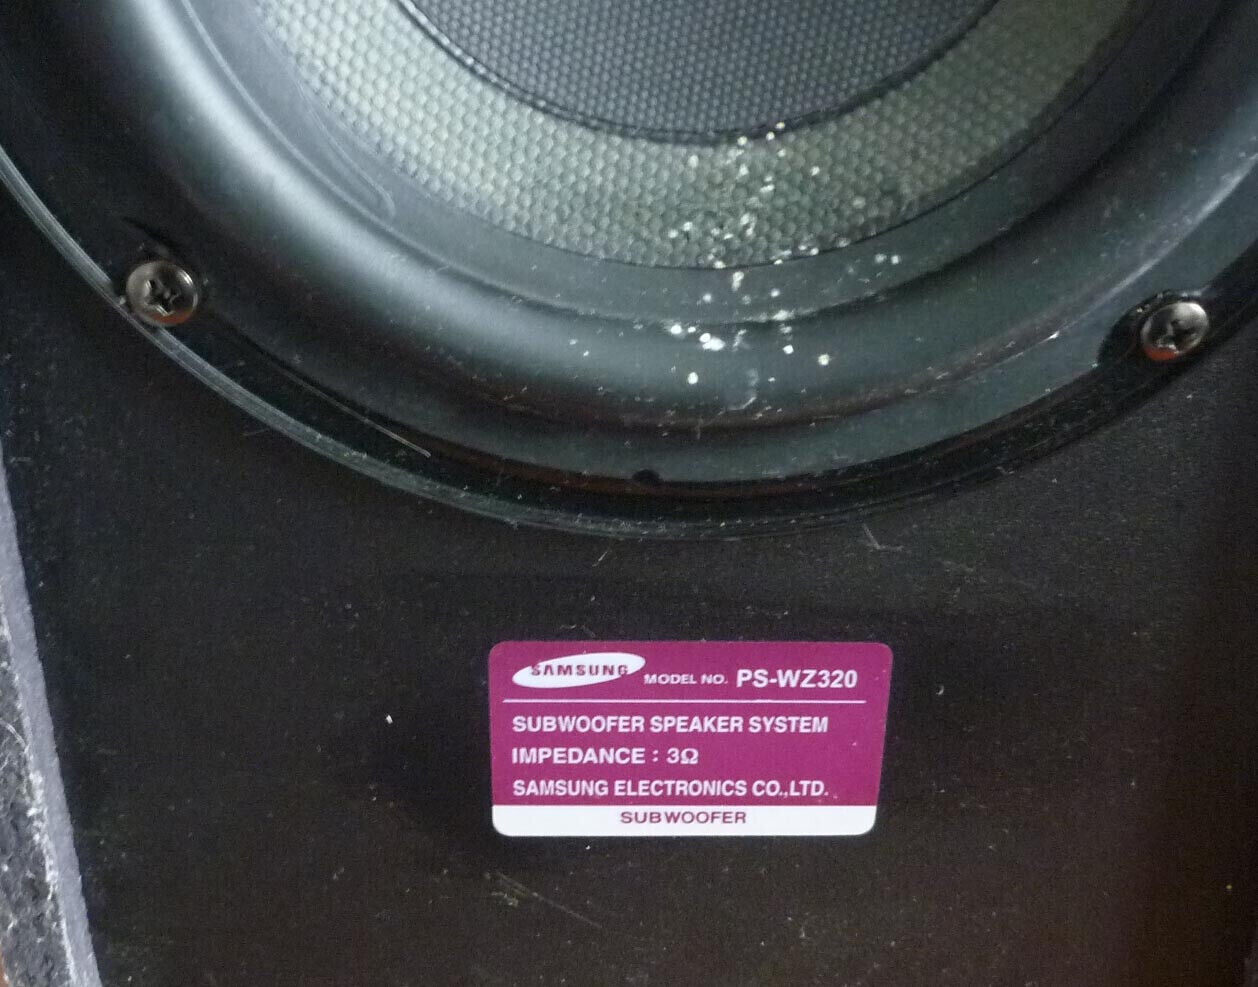 SAMSUNG MODEL NO. PS-WZ320
SUBWOOFER SPEAKER SYSTEM
IMPEDANCE : 3Ω
SAMSUNG ELECTRONICS CO.,LTD.
SUBWOOFER